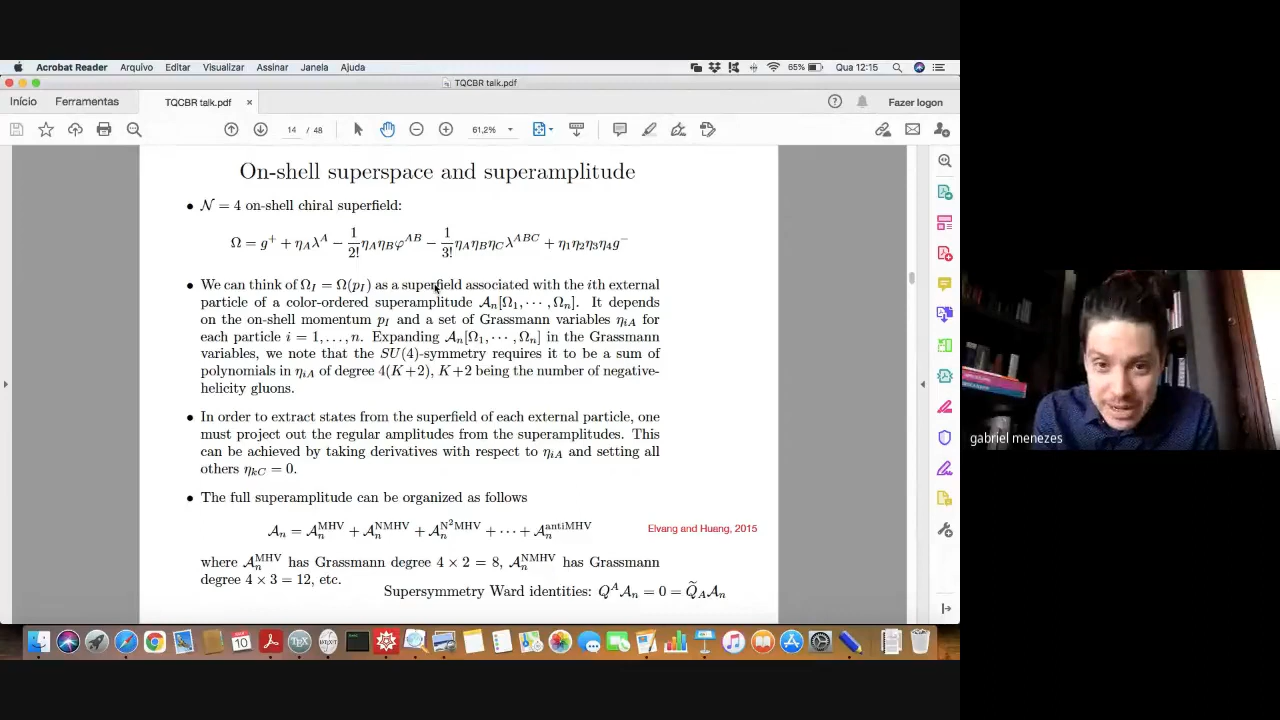 Acrobat Reader Arquivo Editar Visualizar Assinar Janela Ajuda 65% Qua 12:15
TQCBR talk.pdf
Início Ferramentas TQCBR talk.pdf × Fazer logon
14 / 48 61,2%
On-shell superspace and superamplitude
• 𝒩 = 4 on-shell chiral superfield:
Ω = g⁺ + η_A λ^A − 1/2! η_A η_B φ^{AB} − 1/3! η_A η_B η_C λ^{ABC} + η₁η₂η₃η₄g⁻
• We can think of Ω_I = Ω(p_I) as a superfield associated with the ith external
particle of a color-ordered superamplitude 𝒜_n[Ω₁, ⋯ , Ω_n]. It depends
on the on-shell momentum p_I and a set of Grassmann variables η_{iA} for
each particle i = 1, . . . , n. Expanding 𝒜_n[Ω₁, ⋯ , Ω_n] in the Grassmann
variables, we note that the SU(4)-symmetry requires it to be a sum of
polynomials in η_{iA} of degree 4(K+2), K+2 being the number of negative-
helicity gluons.
• In order to extract states from the superfield of each external particle, one
must project out the regular amplitudes from the superamplitudes. This
can be achieved by taking derivatives with respect to η_{iA} and setting all
others η_{kC} = 0.
• The full superamplitude can be organized as follows
𝒜_n = 𝒜_n^{MHV} + 𝒜_n^{NMHV} + 𝒜_n^{N²MHV} + ⋯ + 𝒜_n^{antiMHV}
Elvang and Huang, 2015
where 𝒜_n^{MHV} has Grassmann degree 4 × 2 = 8, 𝒜_n^{NMHV} has Grassmann
degree 4 × 3 = 12, etc.
Supersymmetry Ward identities: Q^A 𝒜_n = 0 = Q̃_A 𝒜_n
gabriel menezes